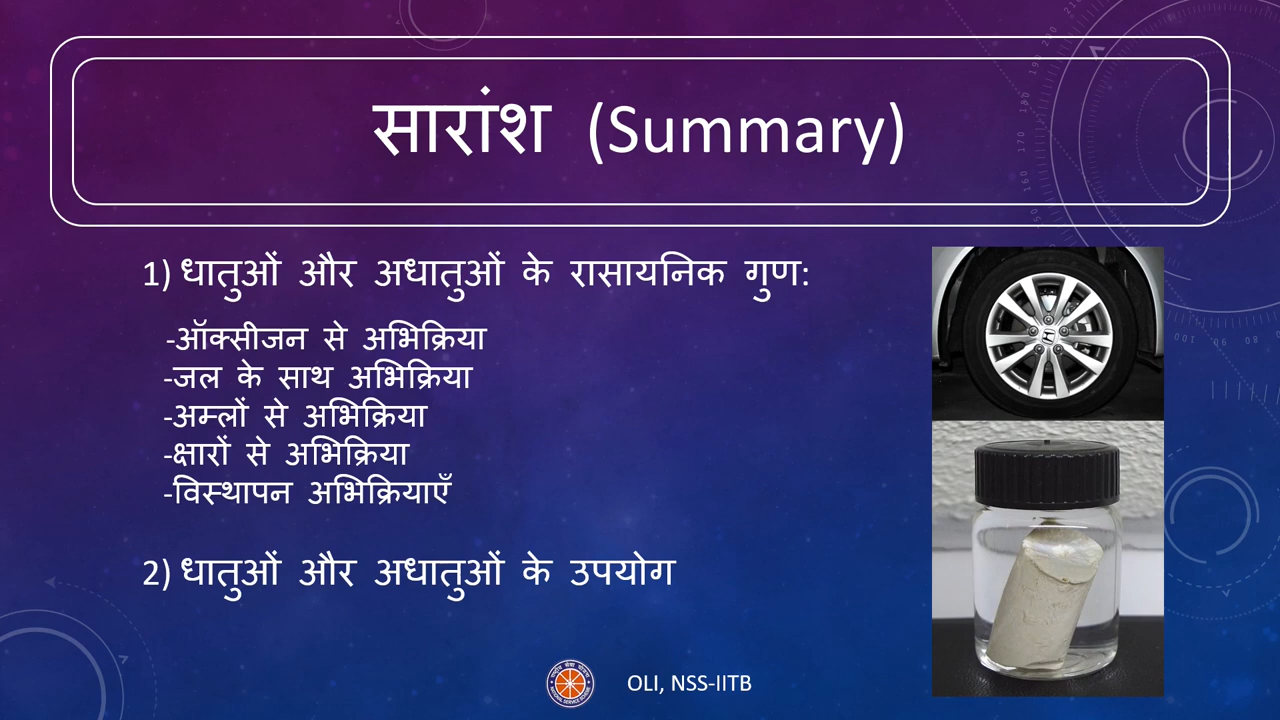 सारांश (Summary)
1) धातुओं और अधातुओं के रासायनिक गुण:
-ऑक्सीजन से अभिक्रिया
-जल के साथ अभिक्रिया
-अम्लों से अभिक्रिया
-क्षारों से अभिक्रिया
-विस्थापन अभिक्रियाएँ
2) धातुओं और अधातुओं के उपयोग
OLI, NSS-IITB